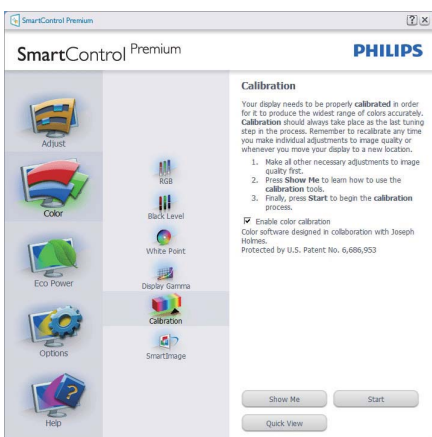 SmartControl Premium
SmartControl Premium
PHILIPS
Adjust
Color
Eco Power
Options
Help
RGB
Black Level
White Point
Display Gamma
Calibration
SmartImage
Calibration
Your display needs to be properly calibrated in order
for it to produce the widest range of colors accurately.
Calibration should always take place as the last tuning
step in the process. Remember to recalibrate any time
you make individual adjustments to image quality or
whenever you move your display to a new location.
1. Make all other necessary adjustments to image
quality first.
2. Press Show Me to learn how to use the
calibration tools.
3. Finally, press Start to begin the calibration
process.
Enable color calibration
Color software designed in collaboration with Joseph
Holmes.
Protected by U.S. Patent No. 6,686,953
Show Me
Start
Quick View